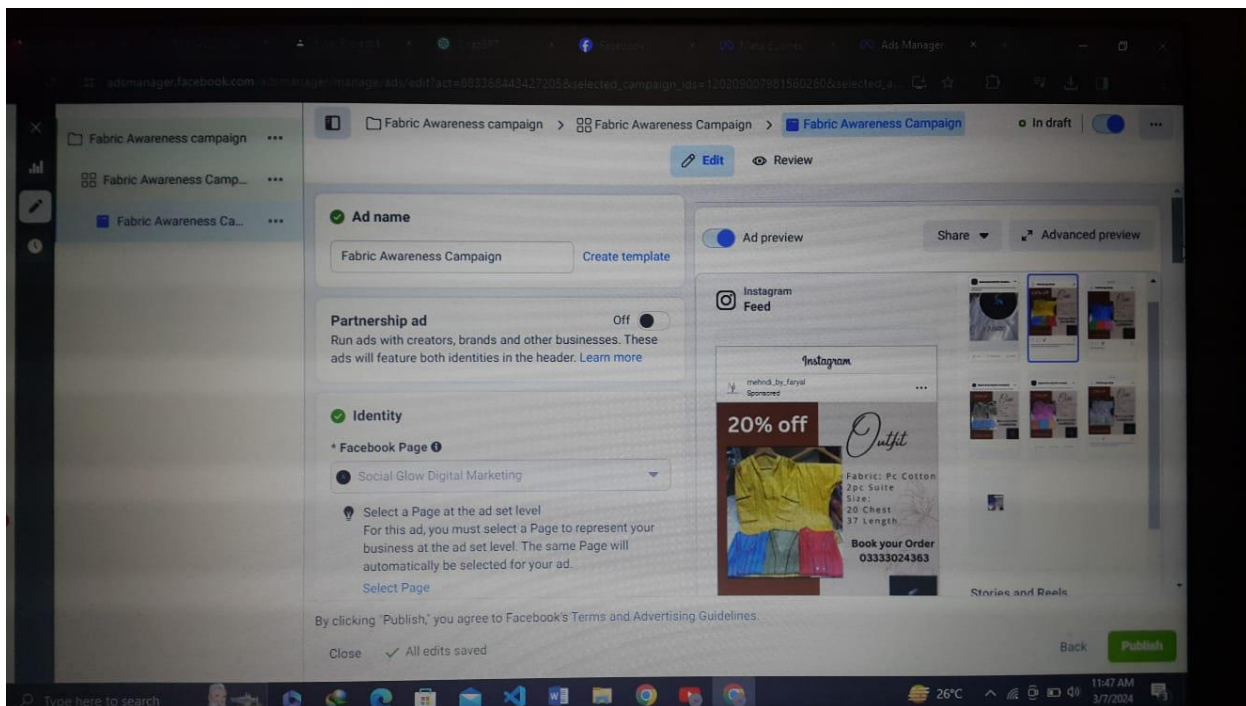 Ads Manager
adsmanager.facebook.com
Fabric Awareness campaign
Fabric Awareness Camp...
Fabric Awareness Ca...
Fabric Awareness campaign > Fabric Awareness Campaign > Fabric Awareness Campaign
In draft
Edit
Review
Ad name
Fabric Awareness Campaign
Create template
Partnership ad
Off
Run ads with creators, brands and other businesses. These
ads will feature both identities in the header. Learn more
Identity
* Facebook Page
Social Glow Digital Marketing
Select a Page at the ad set level
For this ad, you must select a Page to represent your
business at the ad set level. The same Page will
automatically be selected for your ad.
Select Page
Ad preview
Share
Advanced preview
Instagram
Feed
Instagram
mehndi_by_faryal
Sponsored
20% off
Outfit
Fabric: Pc Cotton
2pc Suite
Size:
20 Chest
37 Length
Book your Order
03333024363
Stories and Reels
By clicking "Publish," you agree to Facebook's Terms and Advertising Guidelines.
Close
All edits saved
Back
Publish
Type here to search
26°C
11:47 AM
3/7/2024